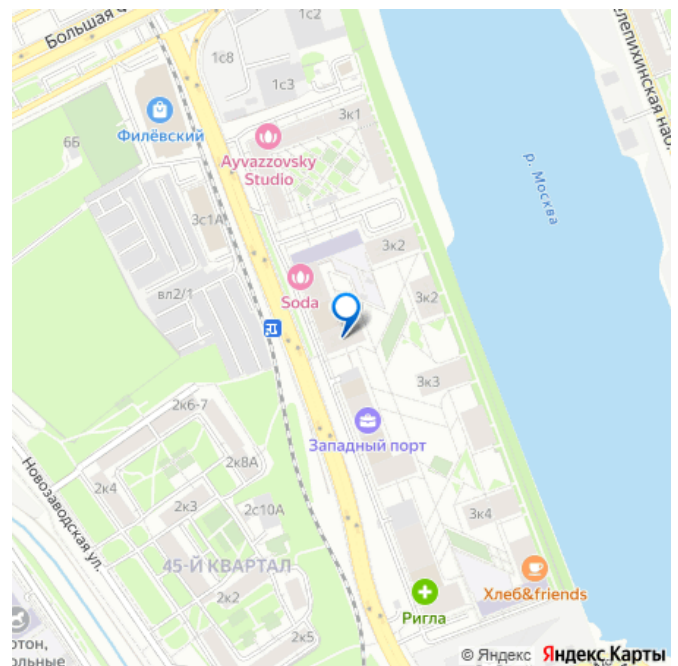 Большая
1с2
1с8
1с3
3к1
Филёвский
6Б
Ayvazzovsky
Studio
3с1А
р. Москва
3к2
вл2/1
Soda
3к2
3к3
2к6-7
Западный порт
2к8А
2к4
2к3
2с10А
3к4
Новозаводская ул.
45-Й КВАРТАЛ
Хлеб&friends
2к2
Ригла
2к5
© Яндекс Яндекс Карты